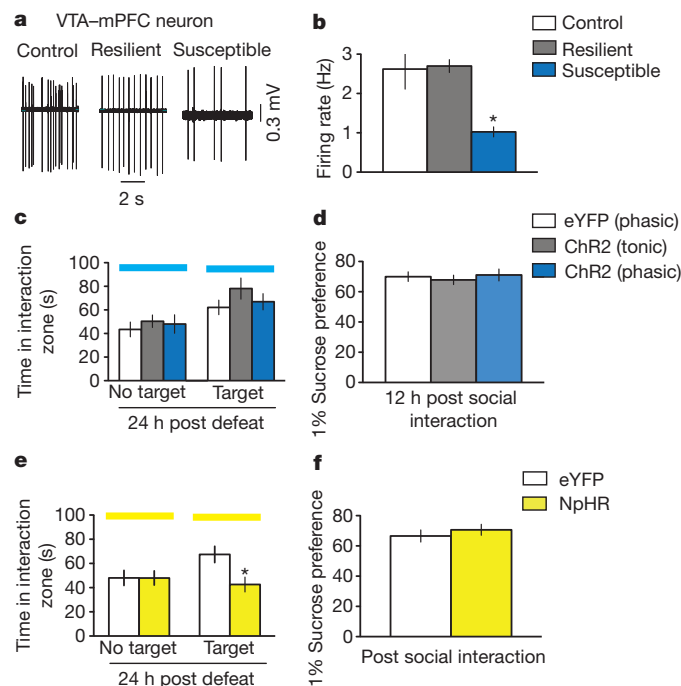 a VTA–mPFC neuron
Control Resilient Susceptible
0.3 mV
2 s
b
Control
Resilient
Susceptible
Firing rate (Hz)
3
2
1
0
*
c
Time in interaction
zone (s)
100
80
60
40
20
0
No target Target
24 h post defeat
d
eYFP (phasic)
ChR2 (tonic)
ChR2 (phasic)
1% Sucrose preference
80
60
40
20
0
12 h post social
interaction
e
Time in interaction
zone (s)
100
80
60
40
20
0
*
No target Target
24 h post defeat
f
eYFP
NpHR
1% Sucrose preference
80
60
40
20
0
Post social interaction